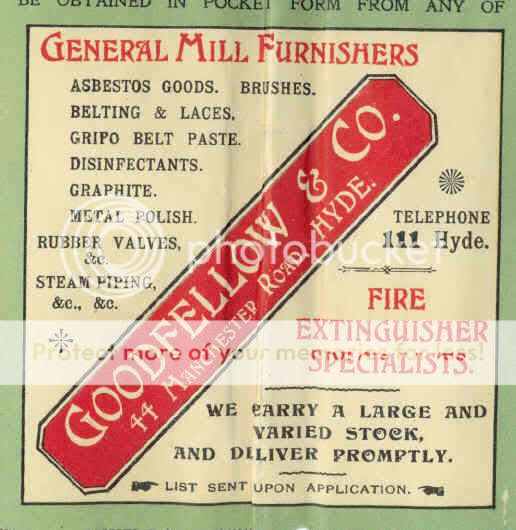 BE OBTAINED IN POCKET FORM FROM ANY OF
GENERAL MILL FURNISHERS
ASBESTOS GOODS. BRUSHES.
BELTING & LACES,
GRIPO BELT PASTE.
DISINFECTANTS.
GRAPHITE.
METAL POLISH.
RUBBER VALVES,
&c.
STEAM PIPING,
&c., &c.
GOODFELLOW & CO.
44 MANCHESTER ROAD, HYDE.
TELEPHONE
111 Hyde.
FIRE
EXTINGUISHER
SPECIALISTS.
WE CARRY A LARGE AND
VARIED STOCK,
AND DELIVER PROMPTLY.
LIST SENT UPON APPLICATION.
photobucket
Protect more of your memories for less!